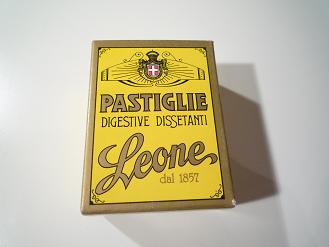 PASTIGLIE
DIGESTIVE DISSETANTI
Leone
dal 1857